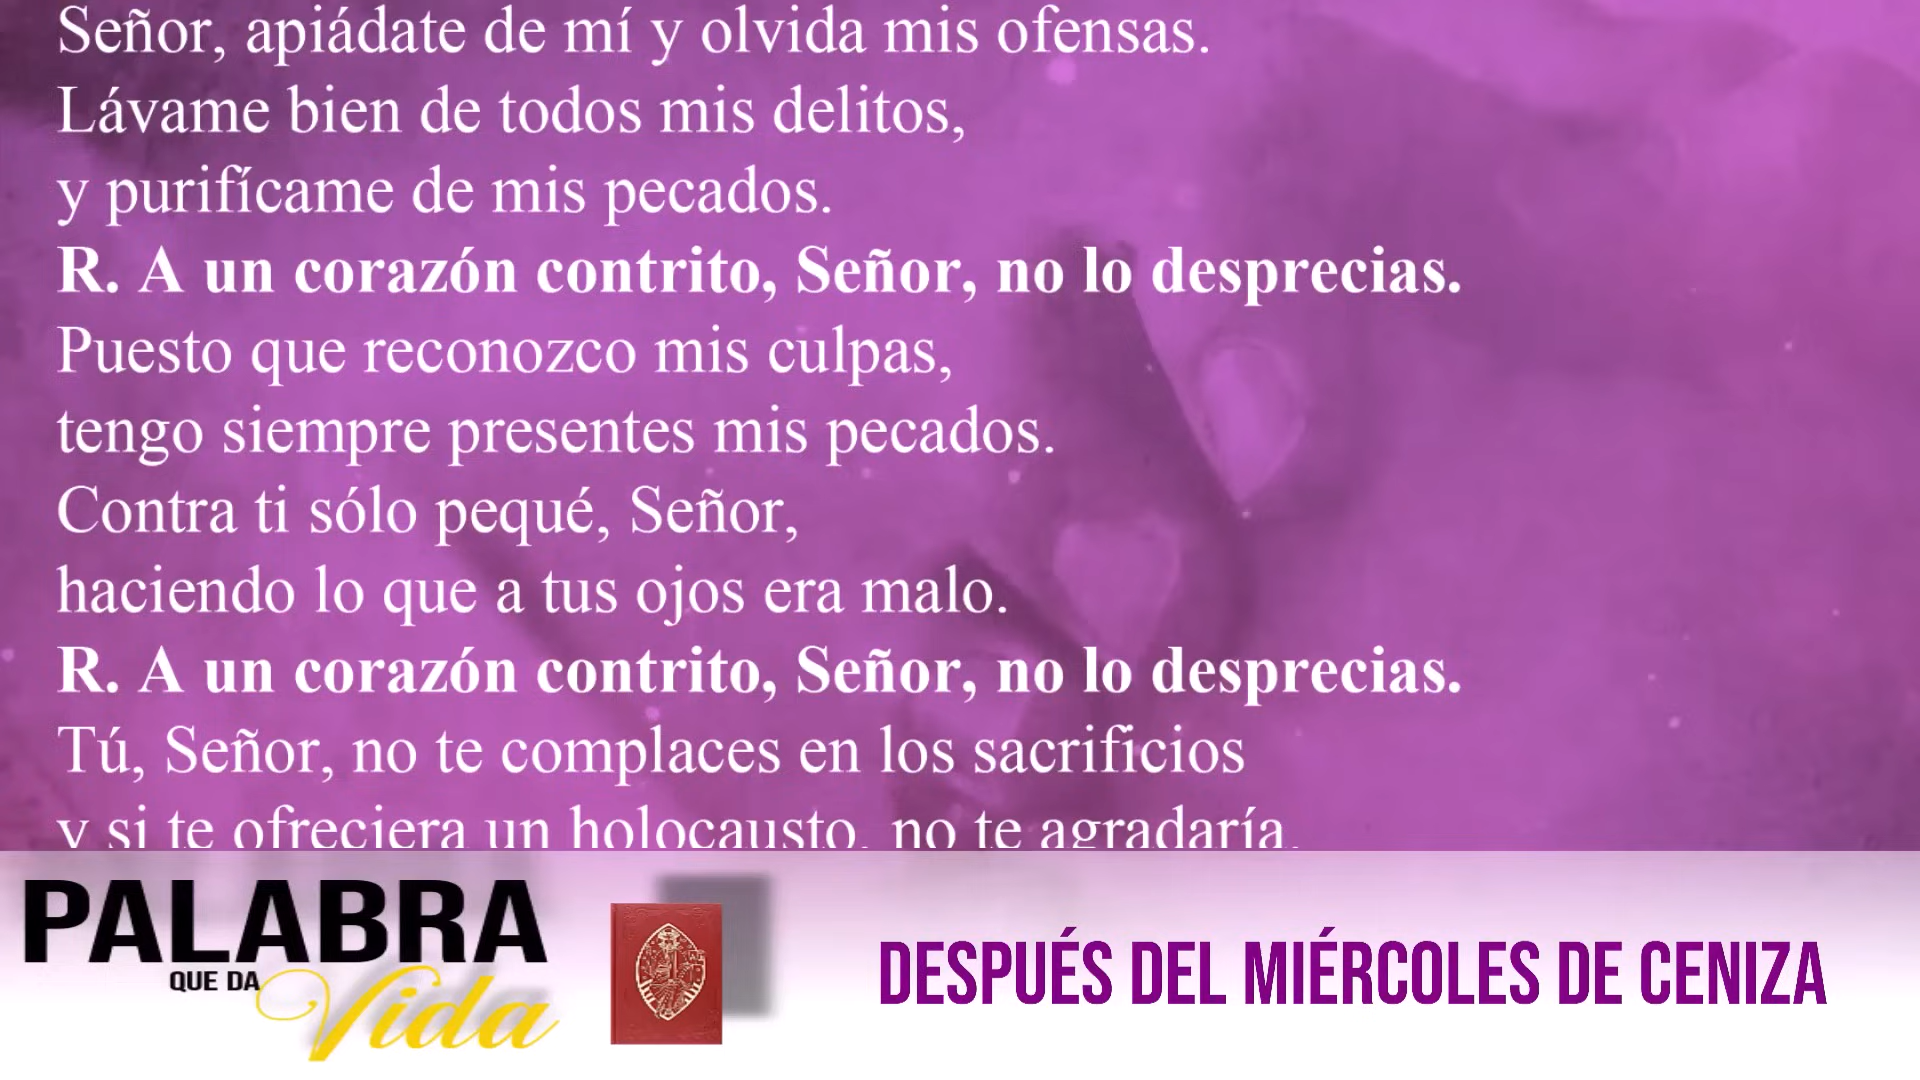 Señor, apiádate de mí y olvida mis ofensas.
Lávame bien de todos mis delitos,
y purifícame de mis pecados.
R. A un corazón contrito, Señor, no lo desprecias.
Puesto que reconozco mis culpas,
tengo siempre presentes mis pecados.
Contra ti sólo pequé, Señor,
haciendo lo que a tus ojos era malo.
R. A un corazón contrito, Señor, no lo desprecias.
Tú, Señor, no te complaces en los sacrificios
y si te ofreciera un holocausto, no te agradaría.
PALABRA
QUE DA
Vida
DESPUÉS DEL MIÉRCOLES DE CENIZA